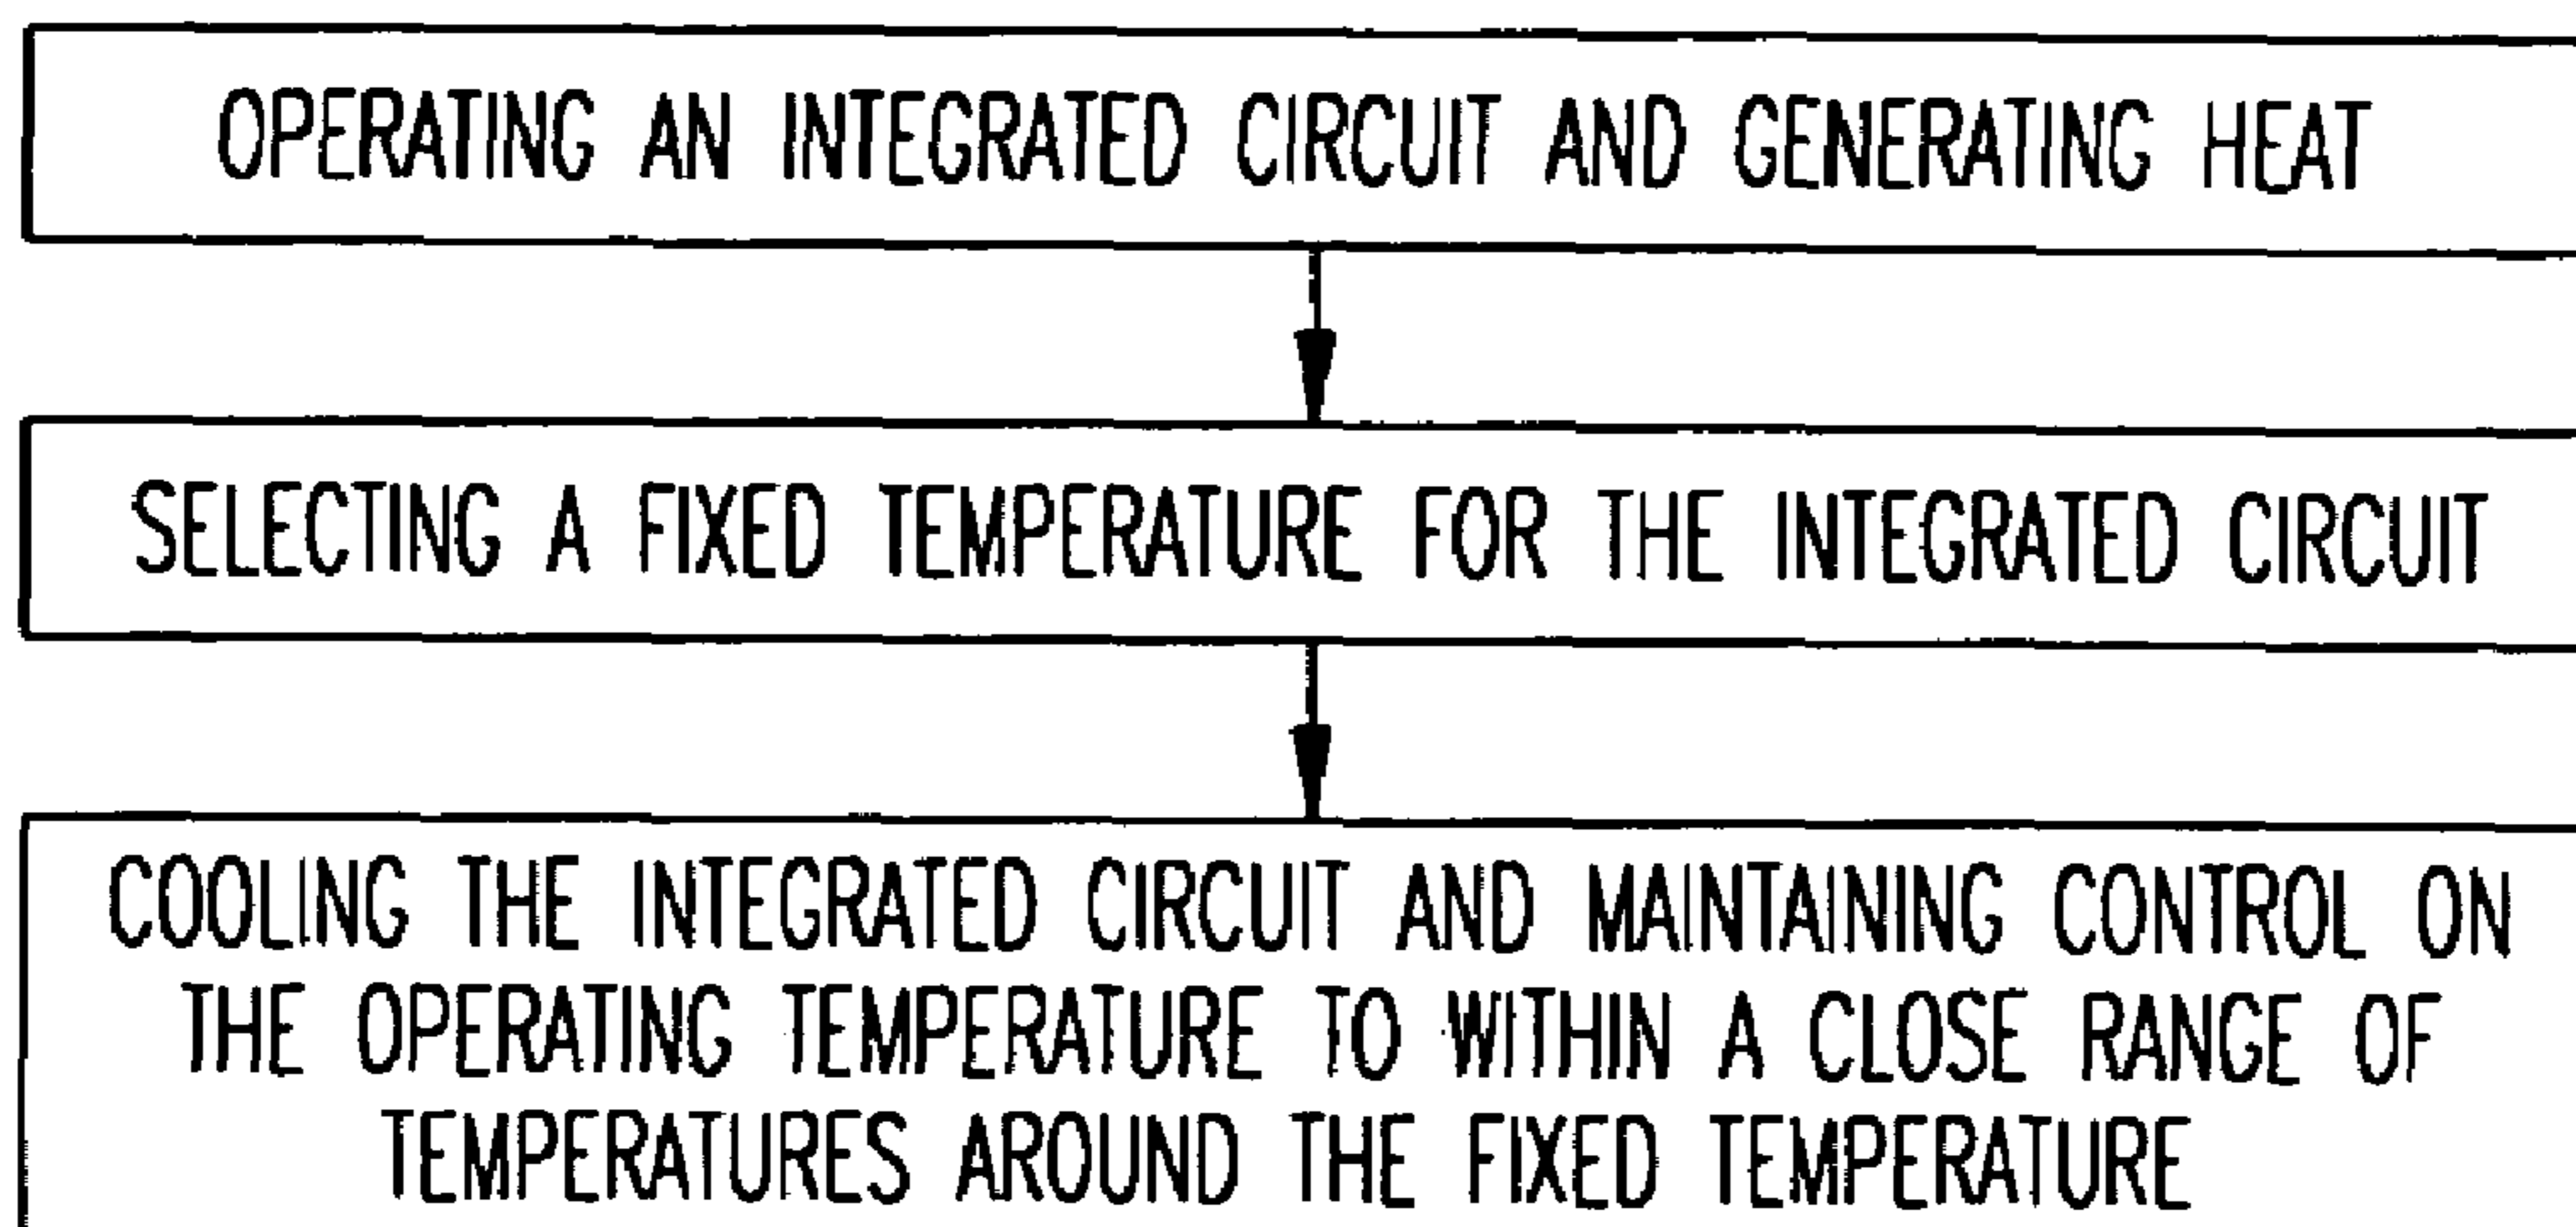 OPERATING AN INTEGRATED CIRCUIT AND GENERATING HEAT
SELECTING A FIXED TEMPERATURE FOR THE INTEGRATED CIRCUIT
COOLING THE INTEGRATED CIRCUIT AND MAINTAINING CONTROL ON
THE OPERATING TEMPERATURE TO WITHIN A CLOSE RANGE OF
TEMPERATURES AROUND THE FIXED TEMPERATURE